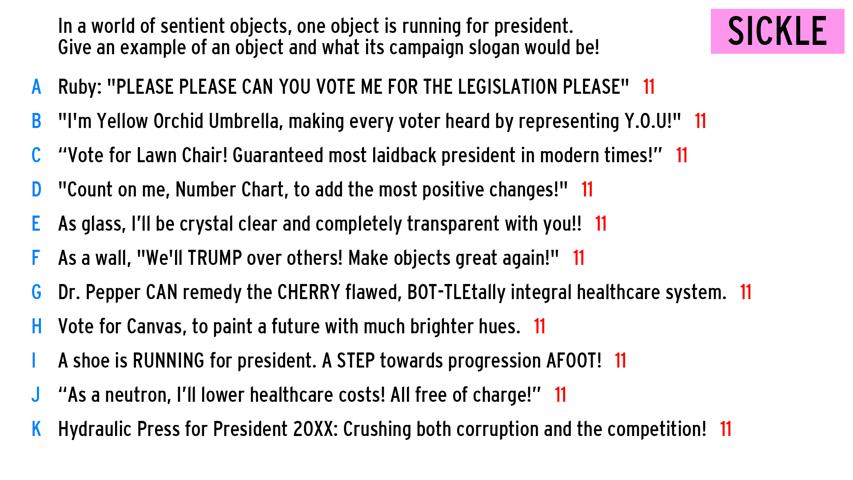 In a world of sentient objects, one object is running for president.
Give an example of an object and what its campaign slogan would be!
SICKLE
A Ruby: "PLEASE PLEASE CAN YOU VOTE ME FOR THE LEGISLATION PLEASE" 11
B "I'm Yellow Orchid Umbrella, making every voter heard by representing Y.O.U!" 11
C “Vote for Lawn Chair! Guaranteed most laidback president in modern times!” 11
D "Count on me, Number Chart, to add the most positive changes!" 11
E As glass, I’ll be crystal clear and completely transparent with you!! 11
F As a wall, "We'll TRUMP over others! Make objects great again!" 11
G Dr. Pepper CAN remedy the CHERRY flawed, BOT-TLEtally integral healthcare system. 11
H Vote for Canvas, to paint a future with much brighter hues. 11
I A shoe is RUNNING for president. A STEP towards progression AFOOT! 11
J “As a neutron, I’ll lower healthcare costs! All free of charge!” 11
K Hydraulic Press for President 20XX: Crushing both corruption and the competition! 11